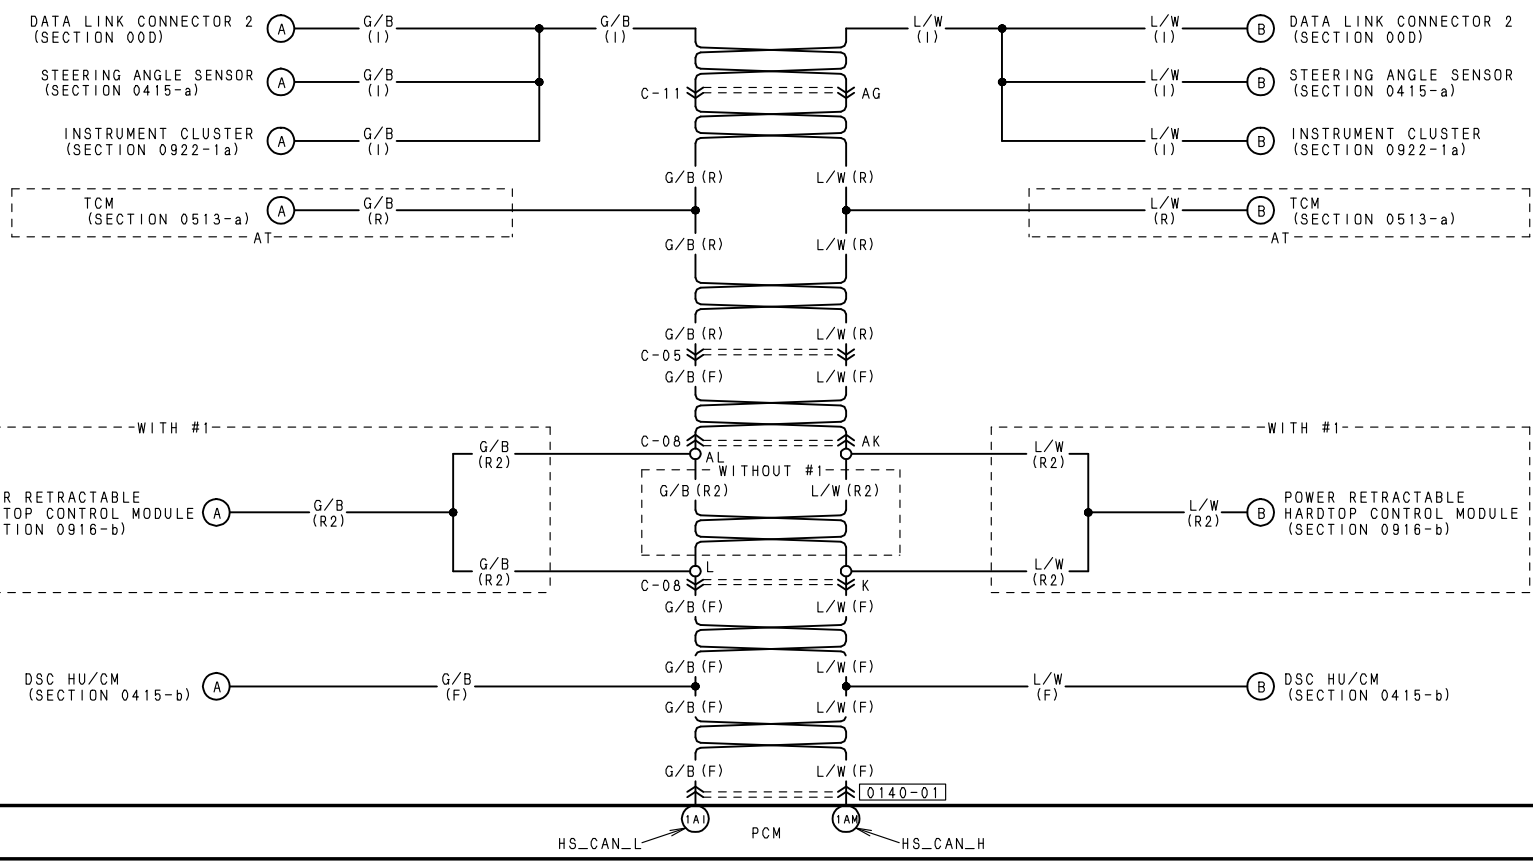 DATA LINK CONNECTOR 2
(SECTION 00D)
A
G/B
(I)
G/B
(I)
L/W
(I)
L/W
(I)
B
DATA LINK CONNECTOR 2
(SECTION 00D)
STEERING ANGLE SENSOR
(SECTION 0415-a)
A
G/B
(I)
C-11
AG
L/W
(I)
B
STEERING ANGLE SENSOR
(SECTION 0415-a)
INSTRUMENT CLUSTER
(SECTION 0922-1a)
A
G/B
(I)
L/W
(I)
B
INSTRUMENT CLUSTER
(SECTION 0922-1a)
G/B (R)
L/W (R)
TCM
(SECTION 0513-a)
A
G/B
(R)
AT
L/W
(R)
B
TCM
(SECTION 0513-a)
AT
G/B (R)
L/W (R)
G/B (R)
L/W (R)
C-05
G/B (F)
L/W (F)
WITH #1
WITH #1
C-08
AK
AL
G/B
(R2)
L/W
(R2)
WITHOUT #1
G/B (R2)
L/W (R2)
R RETRACTABLE
TOP CONTROL MODULE
TION 0916-b)
A
G/B
(R2)
L/W
(R2)
B
POWER RETRACTABLE
HARDTOP CONTROL MODULE
(SECTION 0916-b)
G/B
(R2)
L
L/W
(R2)
C-08
K
G/B (F)
L/W (F)
G/B (F)
L/W (F)
DSC HU/CM
(SECTION 0415-b)
A
G/B
(F)
L/W
(F)
B
DSC HU/CM
(SECTION 0415-b)
G/B (F)
L/W (F)
G/B (F)
L/W (F)
0140-01
1AI
1AM
HS_CAN_L
PCM
HS_CAN_H